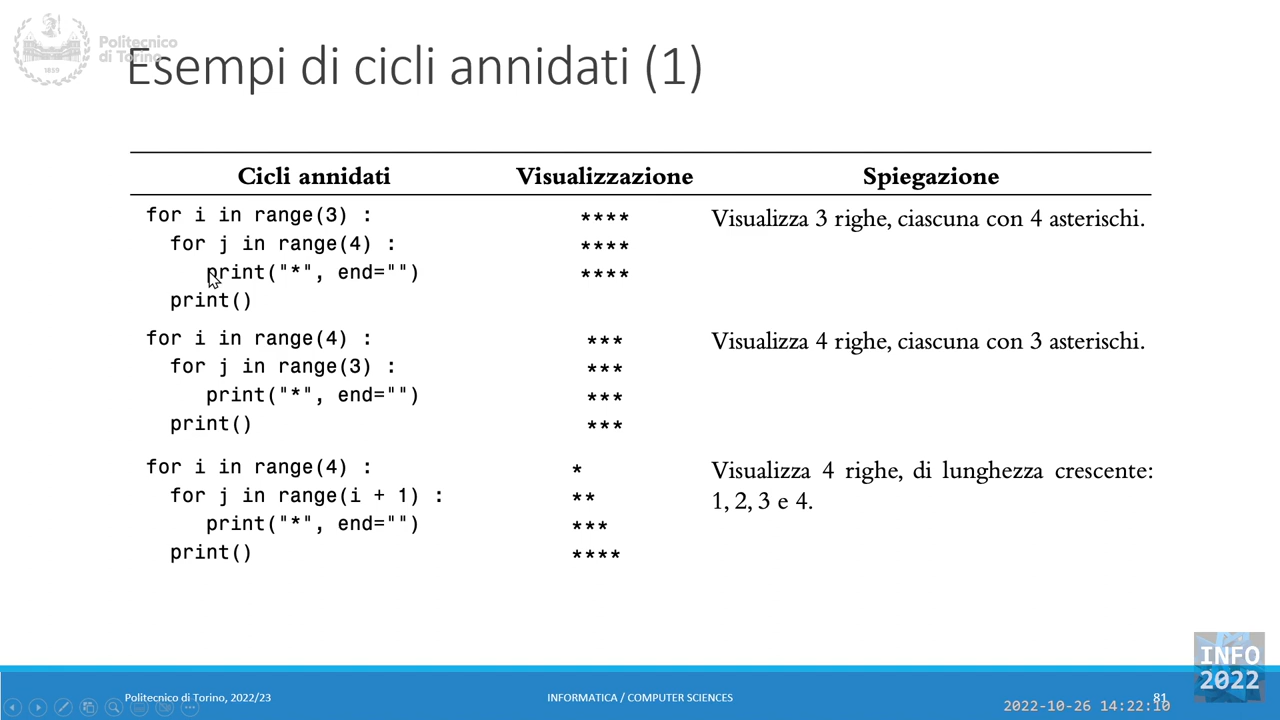 Politecnico
di Torino
1859
Esempi di cicli annidati (1)
Cicli annidati Visualizzazione Spiegazione
for i in range(3) : **** Visualizza 3 righe, ciascuna con 4 asterischi.
for j in range(4) : ****
print("*", end="") ****
print()
for i in range(4) : *** Visualizza 4 righe, ciascuna con 3 asterischi.
for j in range(3) : ***
print("*", end="") ***
print() ***
for i in range(4) : * Visualizza 4 righe, di lunghezza crescente:
for j in range(i + 1) : ** 1, 2, 3 e 4.
print("*", end="") ***
print() ****
INFO
2022
Politecnico di Torino, 2022/23 INFORMATICA / COMPUTER SCIENCES 81
2022-10-26 14:22:10